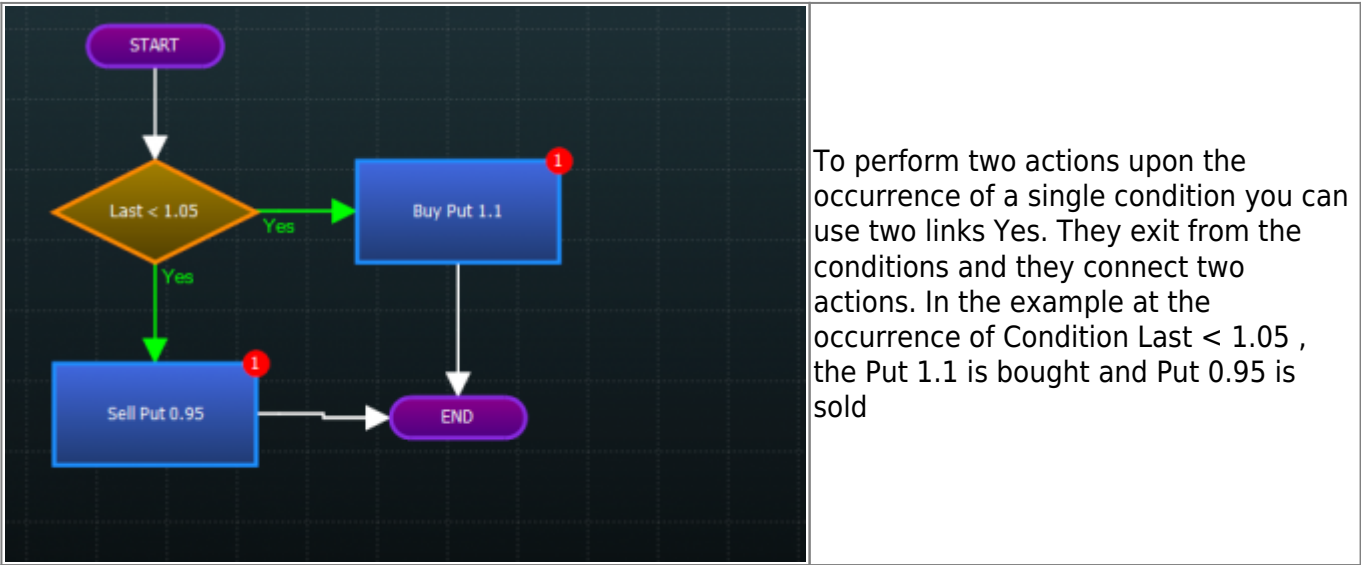 START
Last < 1.05
Yes
Yes
1
Buy Put 1.1
1
Sell Put 0.95
END
To perform two actions upon the
occurrence of a single condition you can
use two links Yes. They exit from the
conditions and they connect two
actions. In the example at the
occurrence of Condition Last < 1.05 ,
the Put 1.1 is bought and Put 0.95 is
sold